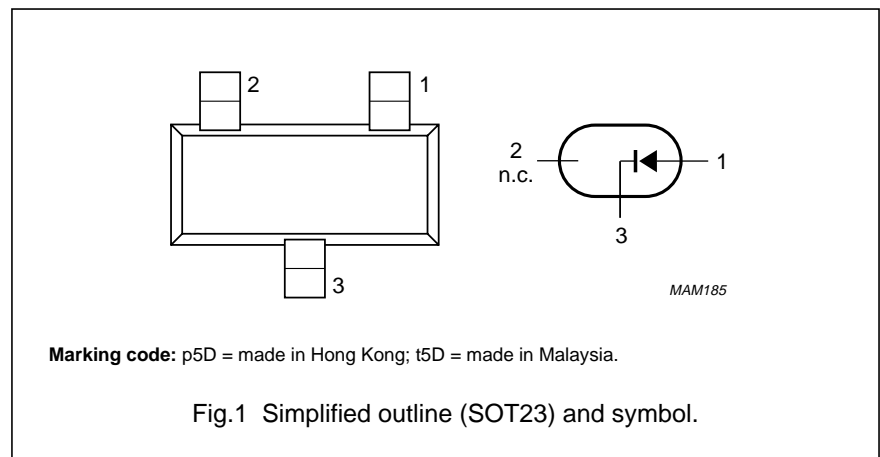 2
1
3
2
n.c.
1
3
MAM185
Marking code: p5D = made in Hong Kong; t5D = made in Malaysia.
Fig.1 Simplified outline (SOT23) and symbol.